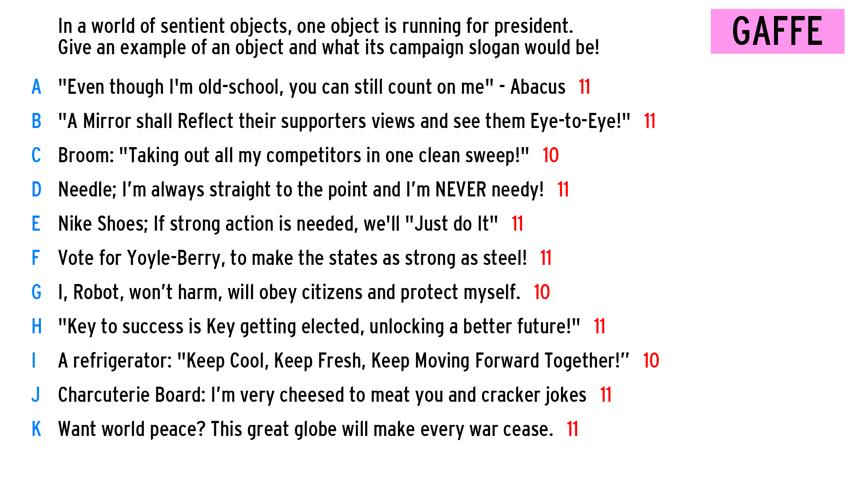 In a world of sentient objects, one object is running for president.
Give an example of an object and what its campaign slogan would be!
GAFFE
A "Even though I'm old-school, you can still count on me" - Abacus 11
B "A Mirror shall Reflect their supporters views and see them Eye-to-Eye!" 11
C Broom: "Taking out all my competitors in one clean sweep!" 10
D Needle; I’m always straight to the point and I’m NEVER needy! 11
E Nike Shoes; If strong action is needed, we'll "Just do It" 11
F Vote for Yoyle-Berry, to make the states as strong as steel! 11
G I, Robot, won’t harm, will obey citizens and protect myself. 10
H "Key to success is Key getting elected, unlocking a better future!" 11
I A refrigerator: "Keep Cool, Keep Fresh, Keep Moving Forward Together!” 10
J Charcuterie Board: I’m very cheesed to meat you and cracker jokes 11
K Want world peace? This great globe will make every war cease. 11